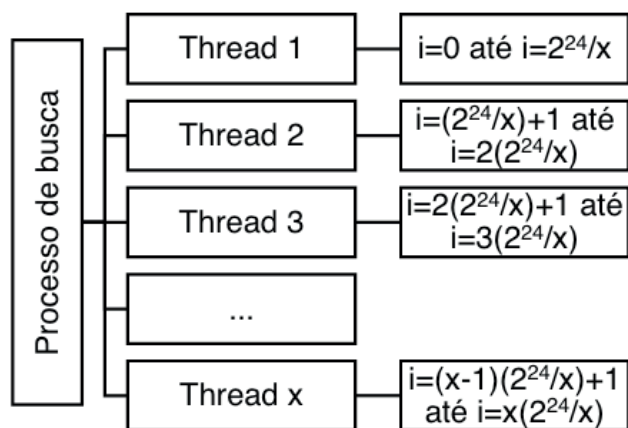 Processo de busca
Thread 1
i=0 até i=2²⁴/x
Thread 2
i=(2²⁴/x)+1 até
i=2(2²⁴/x)
Thread 3
i=2(2²⁴/x)+1 até
i=3(2²⁴/x)
...
Thread x
i=(x-1)(2²⁴/x)+1
até i=x(2²⁴/x)